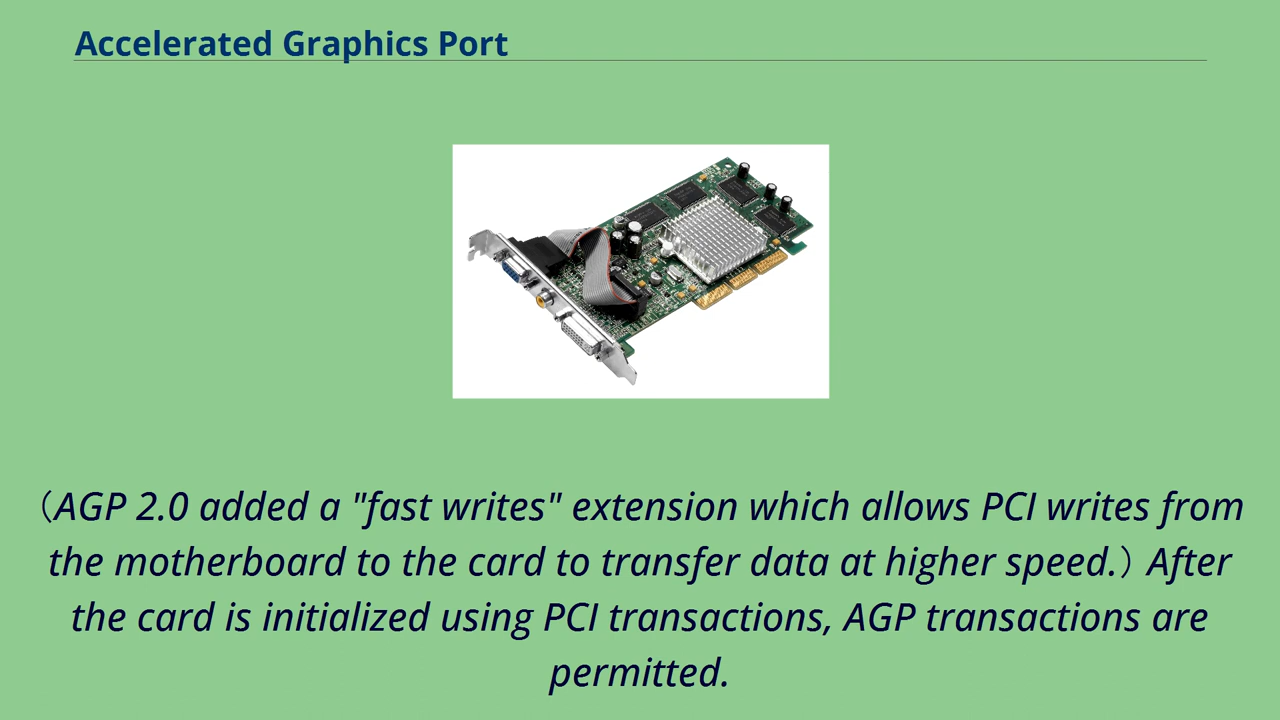 Accelerated Graphics Port
（AGP 2.0 added a "fast writes" extension which allows PCI writes from
the motherboard to the card to transfer data at higher speed.）After
the card is initialized using PCI transactions, AGP transactions are
permitted.